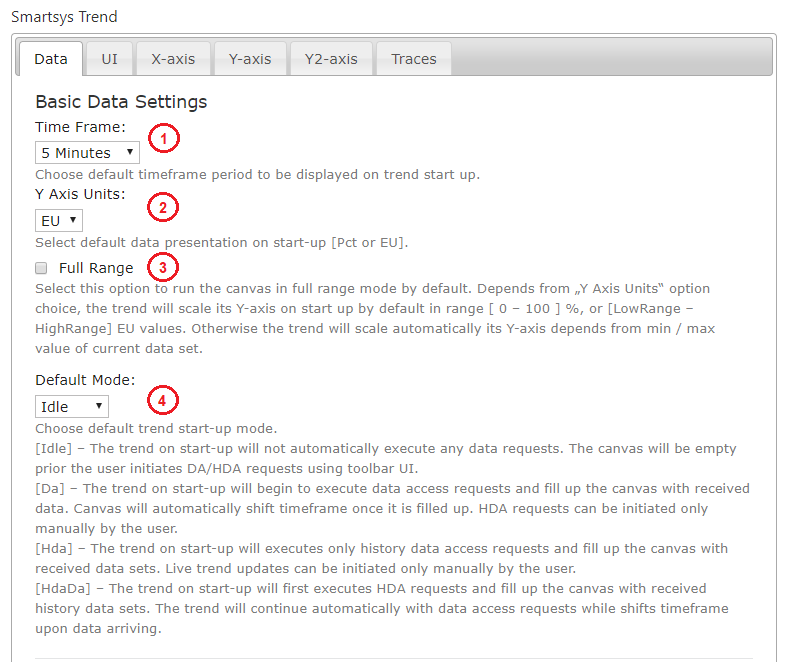 Smartsys Trend
Data UI X-axis Y-axis Y2-axis Traces
Basic Data Settings
Time Frame:
1
5 Minutes
Choose default timeframe period to be displayed on trend start up.
Y Axis Units:
2
EU
Select default data presentation on start-up [Pct or EU].
Full Range 3
Select this option to run the canvas in full range mode by default. Depends from „Y Axis Units“ option
choice, the trend will scale its Y-axis on start up by default in range [ 0 – 100 ] %, or [LowRange –
HighRange] EU values. Otherwise the trend will scale automatically its Y-axis depends from min / max
value of current data set.
Default Mode:
4
Idle
Choose default trend start-up mode.
[Idle] – The trend on start-up will not automatically execute any data requests. The canvas will be empty
prior the user initiates DA/HDA requests using toolbar UI.
[Da] – The trend on start-up will begin to execute data access requests and fill up the canvas with received
data. Canvas will automatically shift timeframe once it is filled up. HDA requests can be initiated only
manually by the user.
[Hda] – The trend on start-up will executes only history data access requests and fill up the canvas with
received data sets. Live trend updates can be initiated only manually by the user.
[HdaDa] – The trend on start-up will first executes HDA requests and fill up the canvas with received
history data sets. The trend will continue automatically with data access requests while shifts timeframe
upon data arriving.